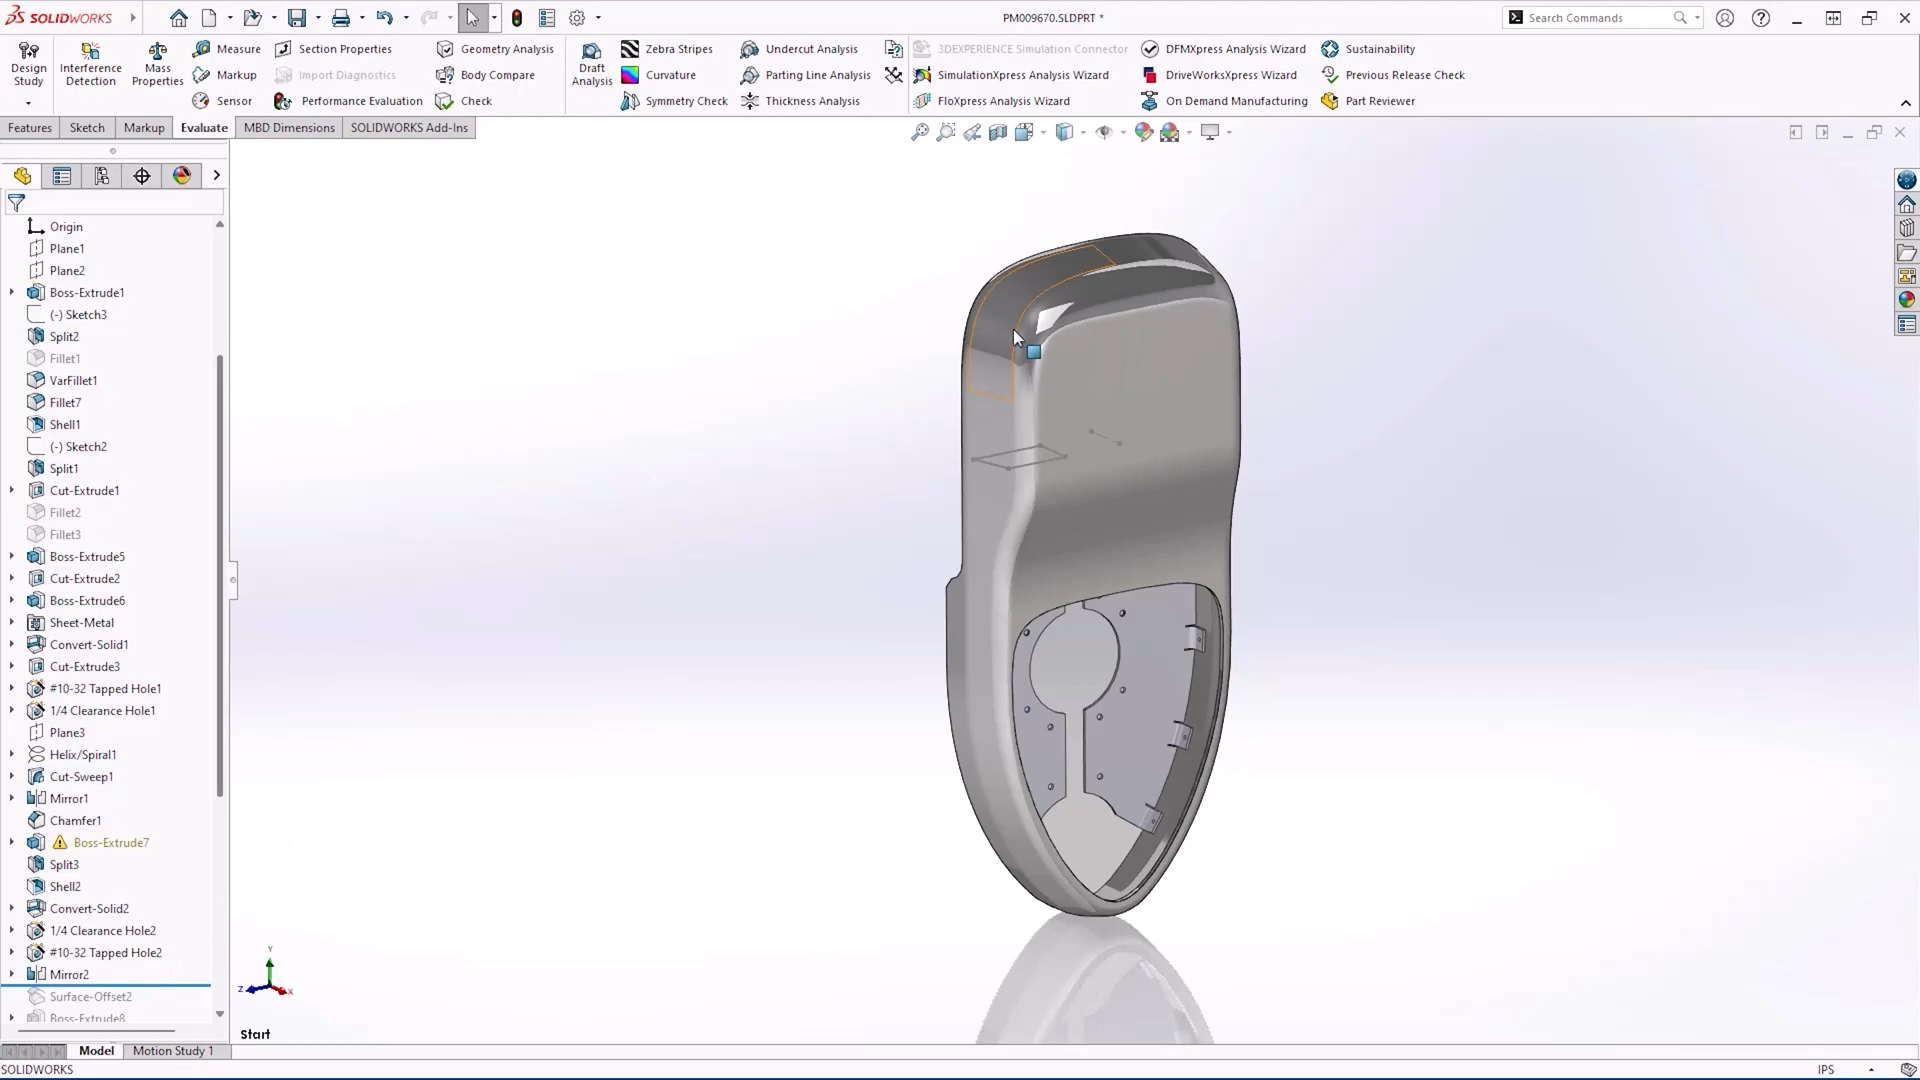 SOLIDWORKS
PM009670.SLDPRT *
Search Commands
Design Study
Interference Detection
Mass Properties
Measure
Markup
Sensor
Section Properties
Import Diagnostics
Performance Evaluation
Geometry Analysis
Body Compare
Check
Draft Analysis
Zebra Stripes
Curvature
Symmetry Check
Undercut Analysis
Parting Line Analysis
Thickness Analysis
3DEXPERIENCE Simulation Connector
SimulationXpress Analysis Wizard
FloXpress Analysis Wizard
DFMXpress Analysis Wizard
DriveWorksXpress Wizard
On Demand Manufacturing
Sustainability
Previous Release Check
Part Reviewer
Features
Sketch
Markup
Evaluate
MBD Dimensions
SOLIDWORKS Add-Ins
Origin
Plane1
Plane2
Boss-Extrude1
(-) Sketch3
Split2
Fillet1
VarFillet1
Fillet7
Shell1
(-) Sketch2
Split1
Cut-Extrude1
Fillet2
Fillet3
Boss-Extrude5
Cut-Extrude2
Boss-Extrude6
Sheet-Metal
Convert-Solid1
Cut-Extrude3
#10-32 Tapped Hole1
1/4 Clearance Hole1
Plane3
Helix/Spiral1
Cut-Sweep1
Mirror1
Chamfer1
Boss-Extrude7
Split3
Shell2
Convert-Solid2
1/4 Clearance Hole2
#10-32 Tapped Hole2
Mirror2
Surface-Offset2
Boss-Extrude8
Y
Z
X
Start
Model
Motion Study 1
SOLIDWORKS
IPS